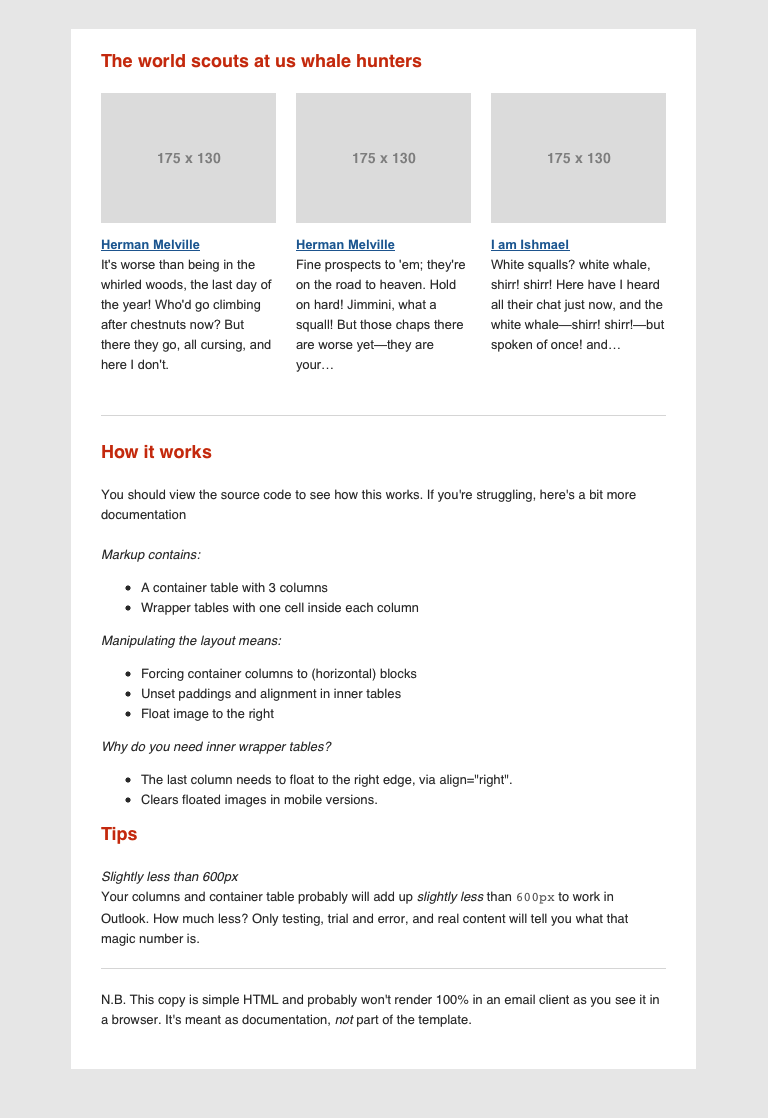 The world scouts at us whale hunters
175 x 130
175 x 130
175 x 130
Herman Melville
It's worse than being in the
whirled woods, the last day of
the year! Who'd go climbing
after chestnuts now? But
there they go, all cursing, and
here I don't.
Herman Melville
Fine prospects to 'em; they're
on the road to heaven. Hold
on hard! Jimmini, what a
squall! But those chaps there
are worse yet—they are
your…
I am Ishmael
White squalls? white whale,
shirr! shirr! Here have I heard
all their chat just now, and the
white whale—shirr! shirr!—but
spoken of once! and…
How it works
You should view the source code to see how this works. If you're struggling, here's a bit more
documentation
Markup contains:
• A container table with 3 columns
• Wrapper tables with one cell inside each column
Manipulating the layout means:
• Forcing container columns to (horizontal) blocks
• Unset paddings and alignment in inner tables
• Float image to the right
Why do you need inner wrapper tables?
• The last column needs to float to the right edge, via align="right".
• Clears floated images in mobile versions.
Tips
Slightly less than 600px
Your columns and container table probably will add up slightly less than 600px to work in
Outlook. How much less? Only testing, trial and error, and real content will tell you what that
magic number is.
N.B. This copy is simple HTML and probably won't render 100% in an email client as you see it in
a browser. It's meant as documentation, not part of the template.